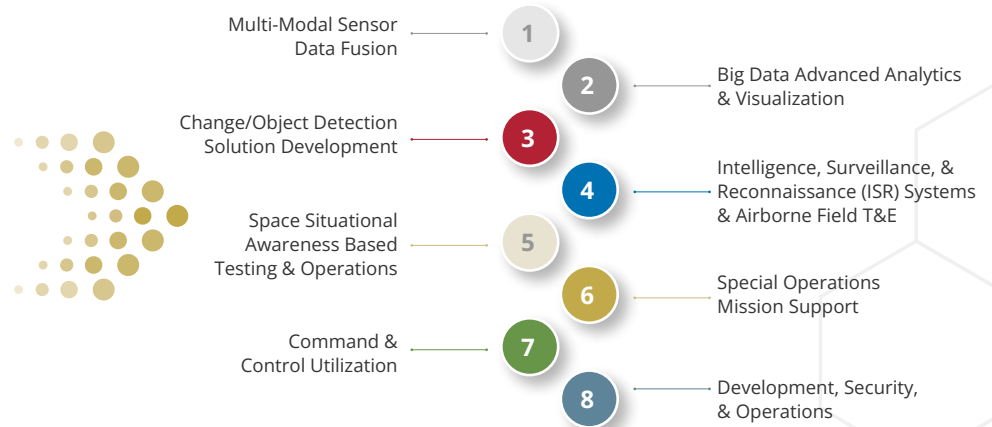 1
Multi-Modal Sensor
Data Fusion
2
Big Data Advanced Analytics
& Visualization
3
Change/Object Detection
Solution Development
4
Intelligence, Surveillance, &
Reconnaissance (ISR) Systems
& Airborne Field T&E
5
Space Situational
Awareness Based
Testing & Operations
6
Special Operations
Mission Support
7
Command &
Control Utilization
8
Development, Security,
& Operations